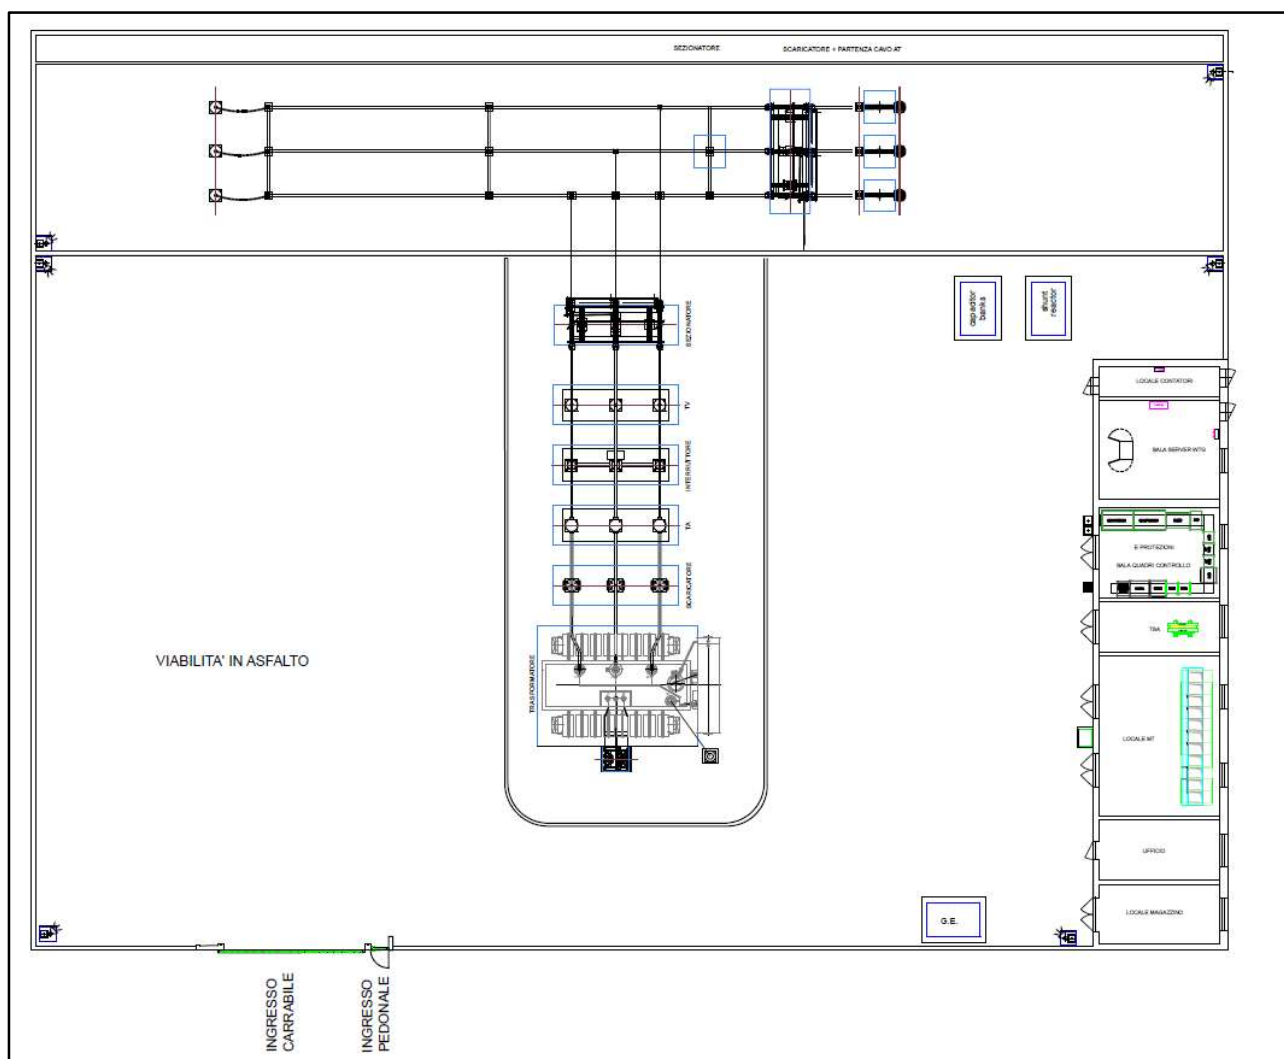 SEZIONATORE
SCARICATORE + PARTENZA CAVO AT
capacitor
banks
shunt
reactor
SEZIONATORE
TV
INTERRUTTORE
TA
SCARICATORE
TRASFORMATORE
LOCALE CONTATORI
SALA SERVER WTG
E PROTEZIONI
SALA QUADRI CONTROLLO
TSA
LOCALE MT
UFFICIO
LOCALE MAGAZZINO
VIABILITA' IN ASFALTO
G.E.
INGRESSO
CARRABILE
INGRESSO
PEDONALE